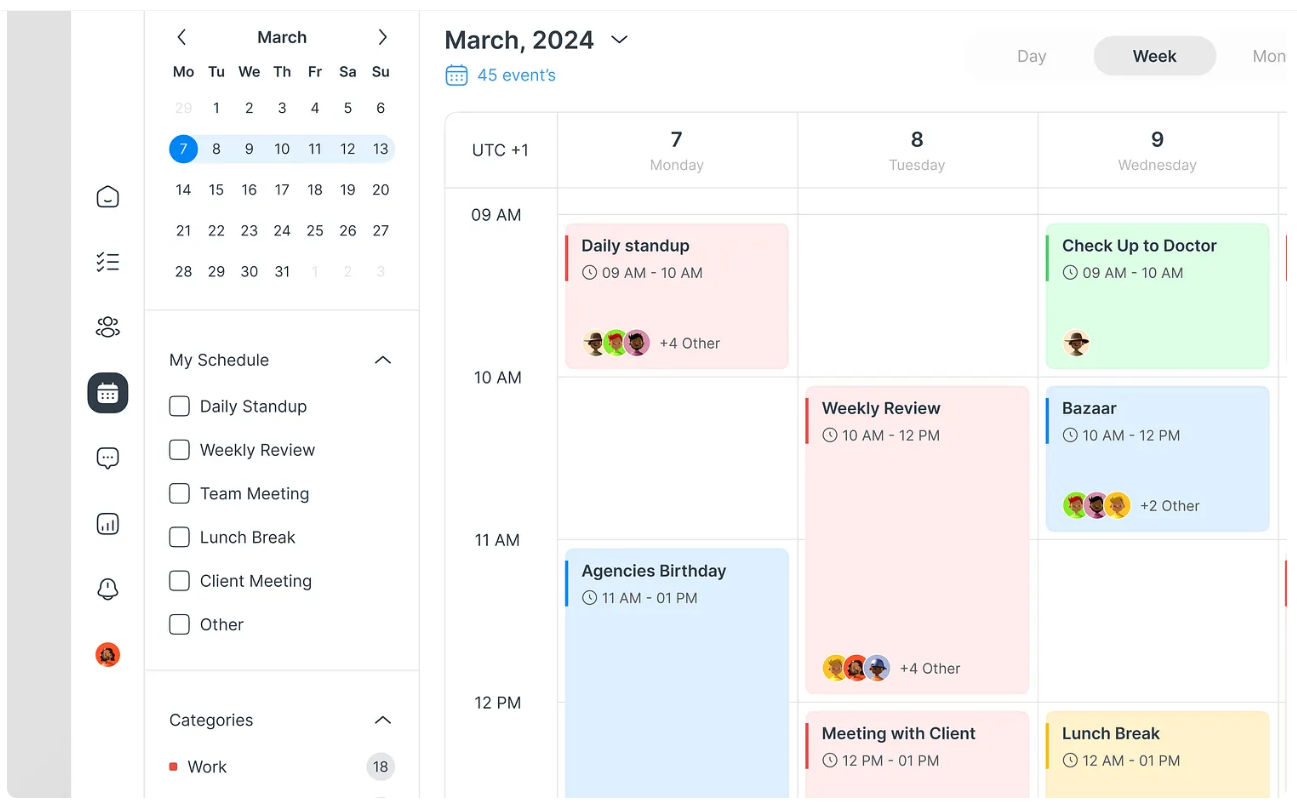 March
Mo Tu We Th Fr Sa Su
29 1 2 3 4 5 6
7 8 9 10 11 12 13
14 15 16 17 18 19 20
21 22 23 24 25 26 27
28 29 30 31 1 2 3
My Schedule
Daily Standup
Weekly Review
Team Meeting
Lunch Break
Client Meeting
Other
Categories
Work 18
March, 2024
45 event's
Day Week Mon
UTC +1
7
Monday
8
Tuesday
9
Wednesday
09 AM
10 AM
11 AM
12 PM
Daily standup
09 AM - 10 AM
+4 Other
Agencies Birthday
11 AM - 01 PM
Weekly Review
10 AM - 12 PM
+4 Other
Meeting with Client
12 PM - 01 PM
Check Up to Doctor
09 AM - 10 AM
Bazaar
10 AM - 12 PM
+2 Other
Lunch Break
12 AM - 01 PM